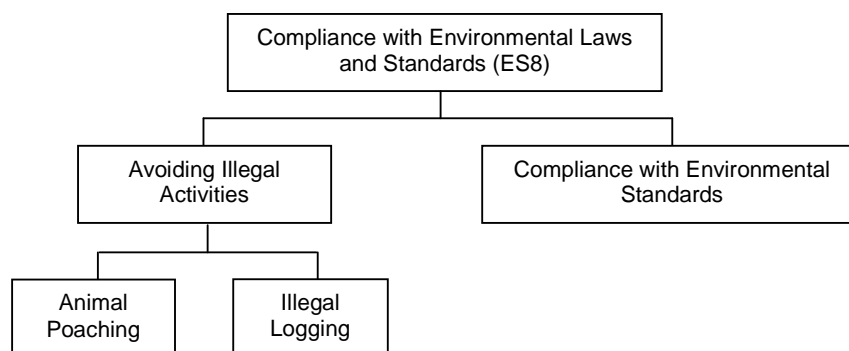 Compliance with Environmental Laws
and Standards (ES8)
Avoiding Illegal
Activities
Compliance with Environmental
Standards
Animal
Poaching
Illegal
Logging